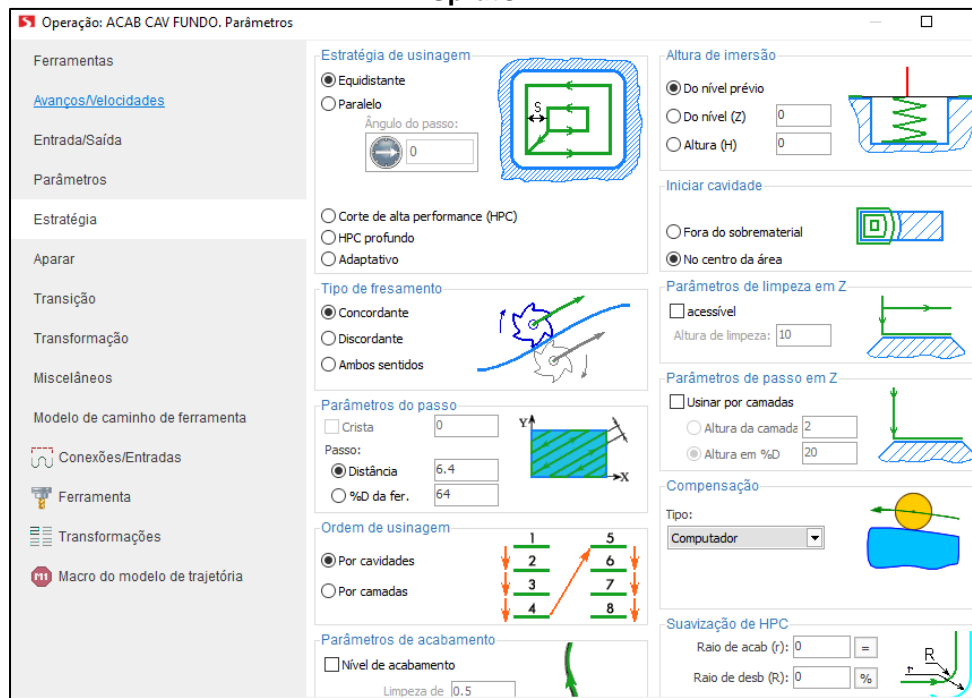 Operação: ACAB CAV FUNDO. Parâmetros
Ferramentas
Avanços/Velocidades
Entrada/Saída
Parâmetros
Estratégia
Aparar
Transição
Transformação
Miscelâneos
Modelo de caminho de ferramenta
Conexões/Entradas
Ferramenta
Transformações
M1
Macro do modelo de trajetória
Estratégia de usinagem
Equidistante
Paralelo
Ângulo do passo:
0
S
Corte de alta performance (HPC)
HPC profundo
Adaptativo
Tipo de fresamento
Concordante
Discordante
Ambos sentidos
Parâmetros do passo
Crista 0
Passo:
Distância 6.4
%D da fer. 64
Y
X
Ordem de usinagem
Por cavidades
Por camadas
1 5
2 6
3 7
4 8
Parâmetros de acabamento
Nível de acabamento
Limpeza de 0.5
Altura de imersão
Do nível prévio
Do nível (Z) 0
Altura (H) 0
Iniciar cavidade
Fora do sobrematerial
No centro da área
Parâmetros de limpeza em Z
acessível
Altura de limpeza: 10
Parâmetros de passo em Z
Usinar por camadas
Altura da camada 2
Altura em %D 20
Compensação
Tipo:
Computador
Suavização de HPC
Raio de acab (r): 0 =
Raio de desb (R): 0 %
R
r